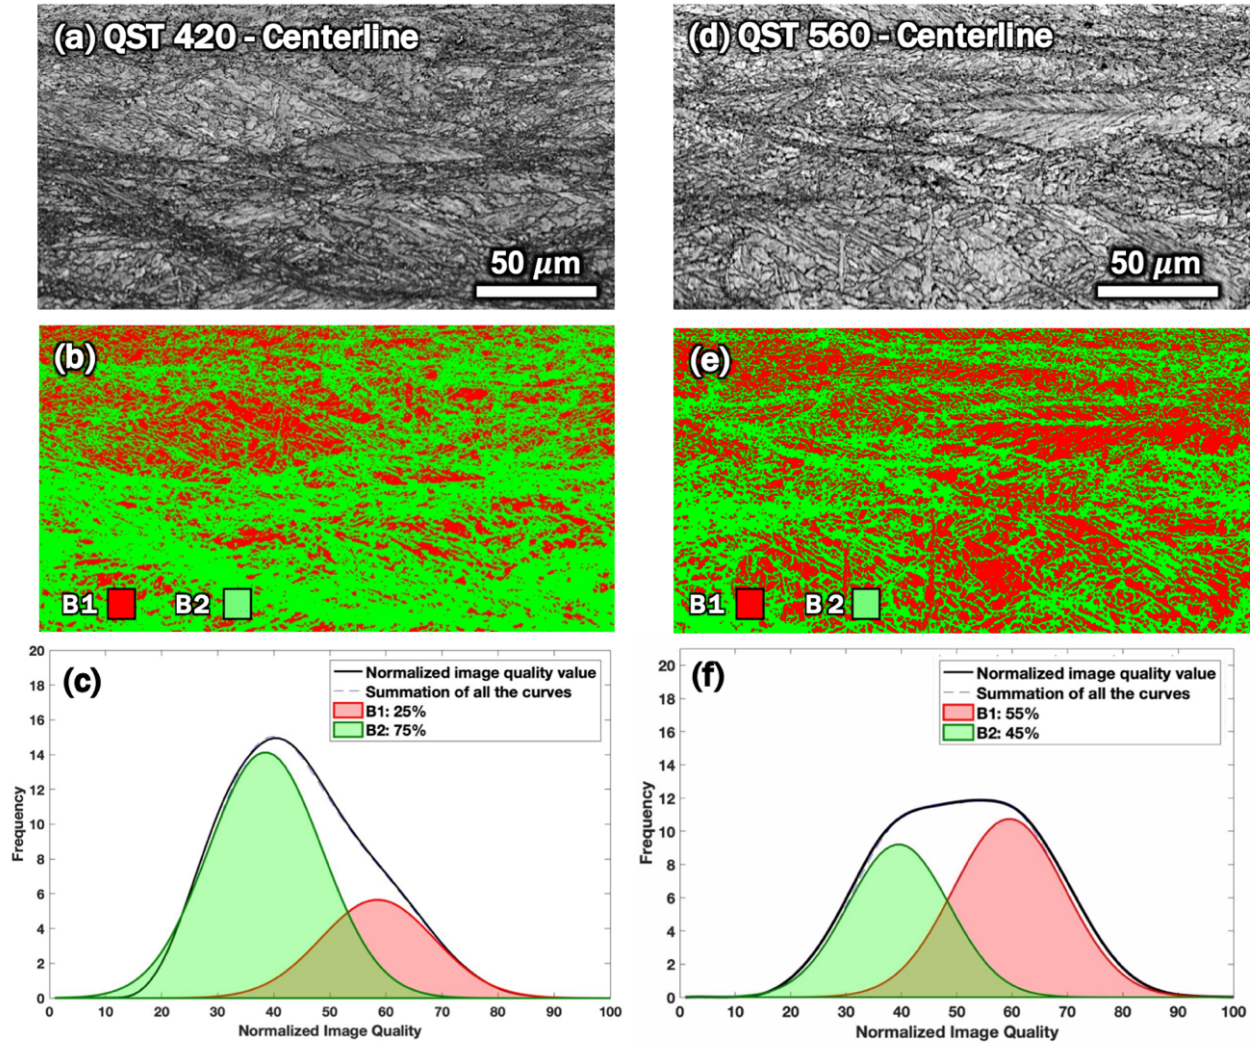 (a) QST 420 - Centerline
50 μm
(d) QST 560 - Centerline
50 μm
(b)
B1 B2
(e)
B1 B2
(c)
Normalized image quality value
Summation of all the curves
B1: 25%
B2: 75%
20
18
16
14
12
10
8
6
4
2
0
Frequency
0 10 20 30 40 50 60 70 80 90 100
Normalized Image Quality
(f)
Normalized image quality value
Summation of all the curves
B1: 55%
B2: 45%
20
18
16
14
12
10
8
6
4
2
0
Frequency
0 10 20 30 40 50 60 70 80 90 100
Normalized Image Quality